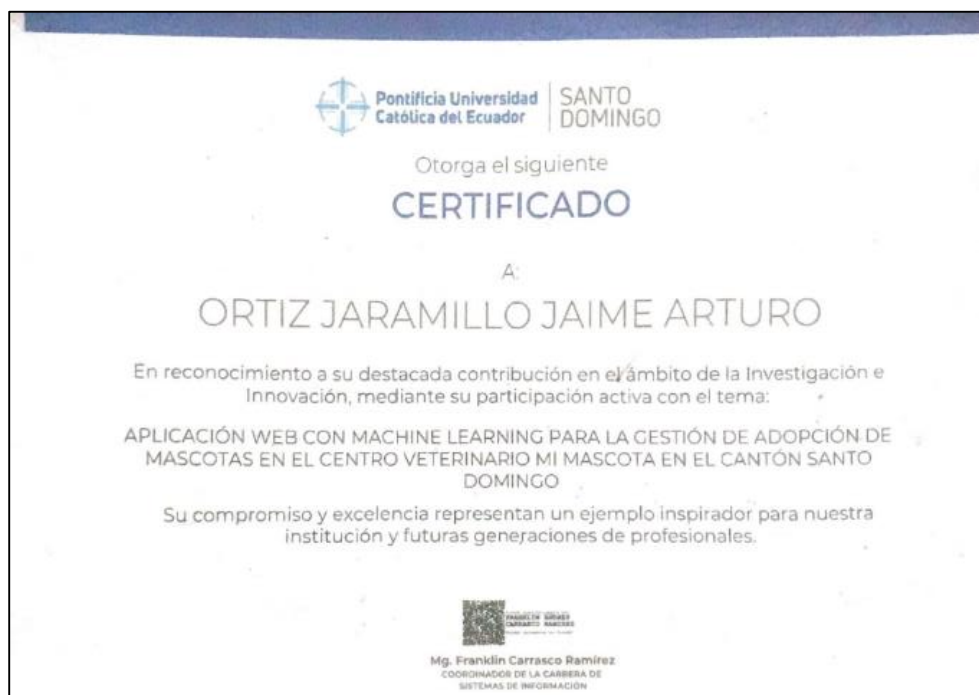 Pontificia Universidad
Católica del Ecuador
SANTO
DOMINGO
Otorga el siguiente
CERTIFICADO
A:
ORTIZ JARAMILLO JAIME ARTURO
En reconocimiento a su destacada contribución en el ámbito de la Investigación e
Innovación, mediante su participación activa con el tema:
APLICACIÓN WEB CON MACHINE LEARNING PARA LA GESTIÓN DE ADOPCIÓN DE
MASCOTAS EN EL CENTRO VETERINARIO MI MASCOTA EN EL CANTÓN SANTO
DOMINGO
Su compromiso y excelencia representan un ejemplo inspirador para nuestra
institución y futuras generaciones de profesionales.
FRANKLIN ANDRES
CARRASCO RAMIREZ
Mg. Franklin Carrasco Ramírez
COORDINADOR DE LA CARRERA DE
SISTEMAS DE INFORMACIÓN